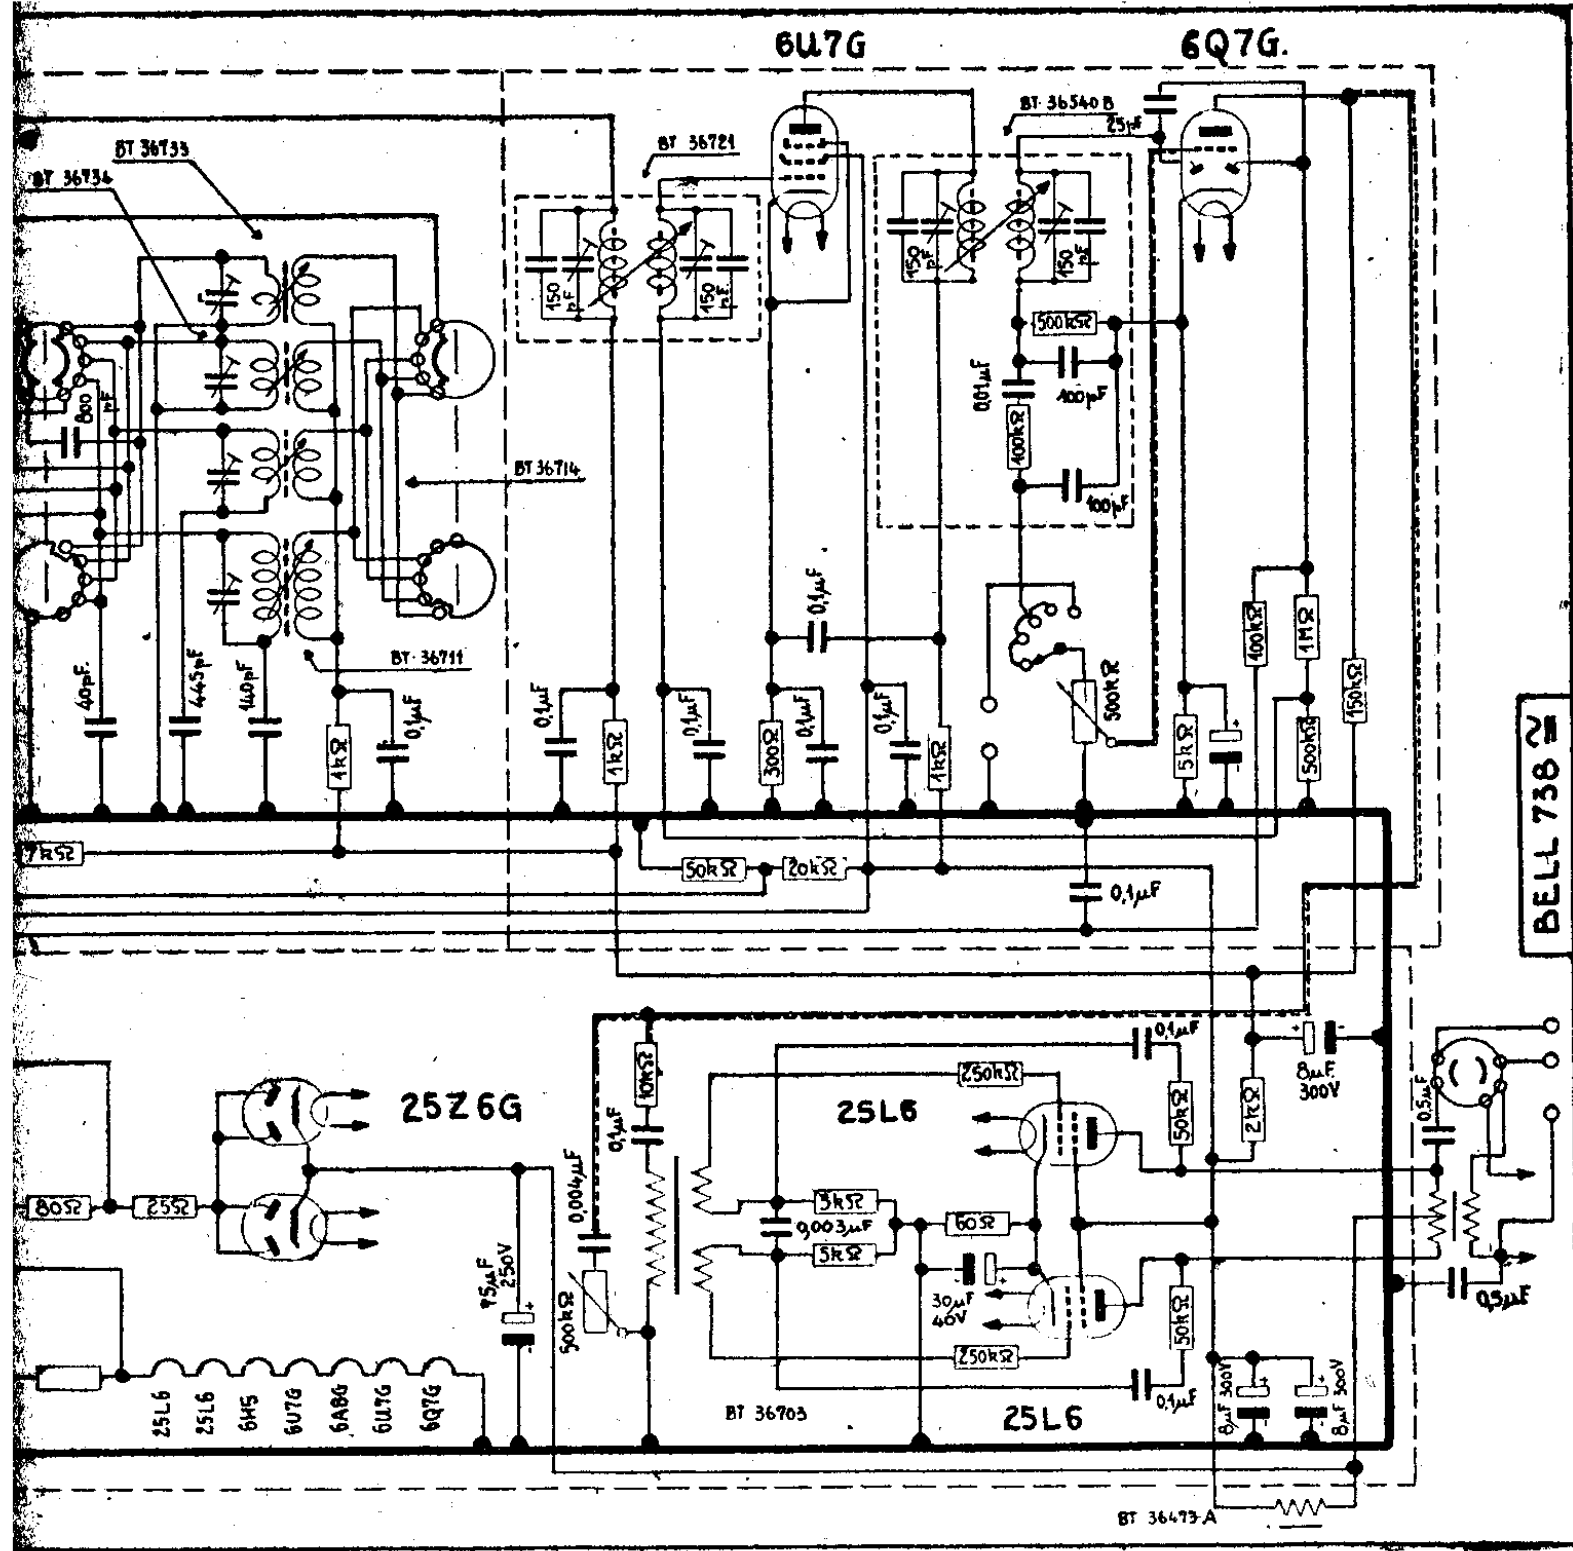 6U7G
6Q7G.
BT 36733
BT 36734
BT 36721
BT 36540 B
25pF
150 pF
150 pF
150 pF
150 pF
500kΩ
0,01µF
100pF
100kΩ
100pF
800 pF
BT 36714
BT 36711
40pF.
445pF
140pF
1kΩ
0,1µF
0,1µF
1kΩ
0,1µF
300Ω
0,1µF
0,1µF
0,1µF
1kΩ
500kΩ
5kΩ
100kΩ
1MΩ
500kΩ
150kΩ
BELL 738
50kΩ
20kΩ
0,1µF
25Z6G
80Ω
25Ω
75µF 250V
0,004µF
500kΩ
10kΩ
0,1µF
250kΩ
25L6
0,1µF
50kΩ
2kΩ
8µF. 300V
0,5µF
0,5µF
5kΩ
0,003µF
5kΩ
60Ω
30µF 40V
250kΩ
50kΩ
0,1µF
25L6
BT 36703
8µF 300V
8µF 300V
25L6
25L6
6H5
6U7G
6A8G
6U7G
6Q7G
BT 36473-A